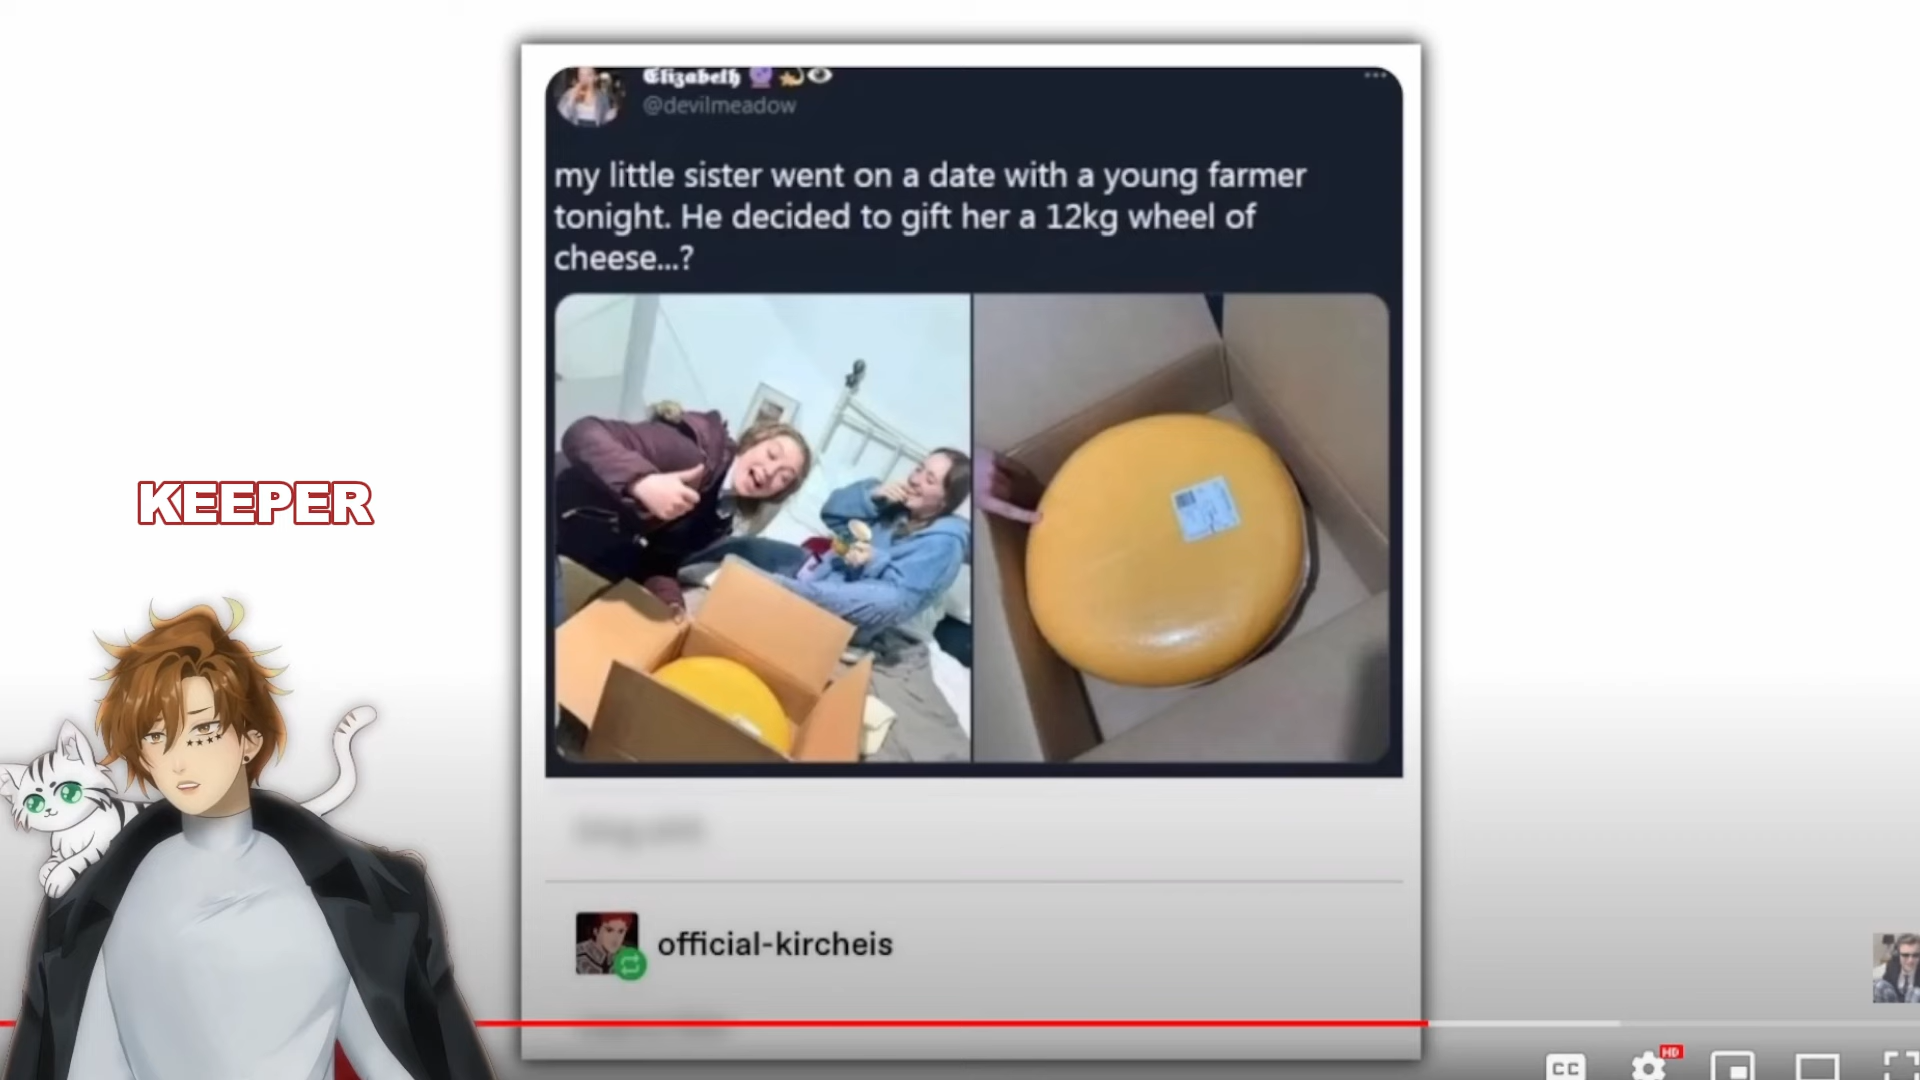 Elizabeth
@devilmeadow
my little sister went on a date with a young farmer
tonight. He decided to gift her a 12kg wheel of
cheese...?
KEEPER
official-kircheis
HD
CC